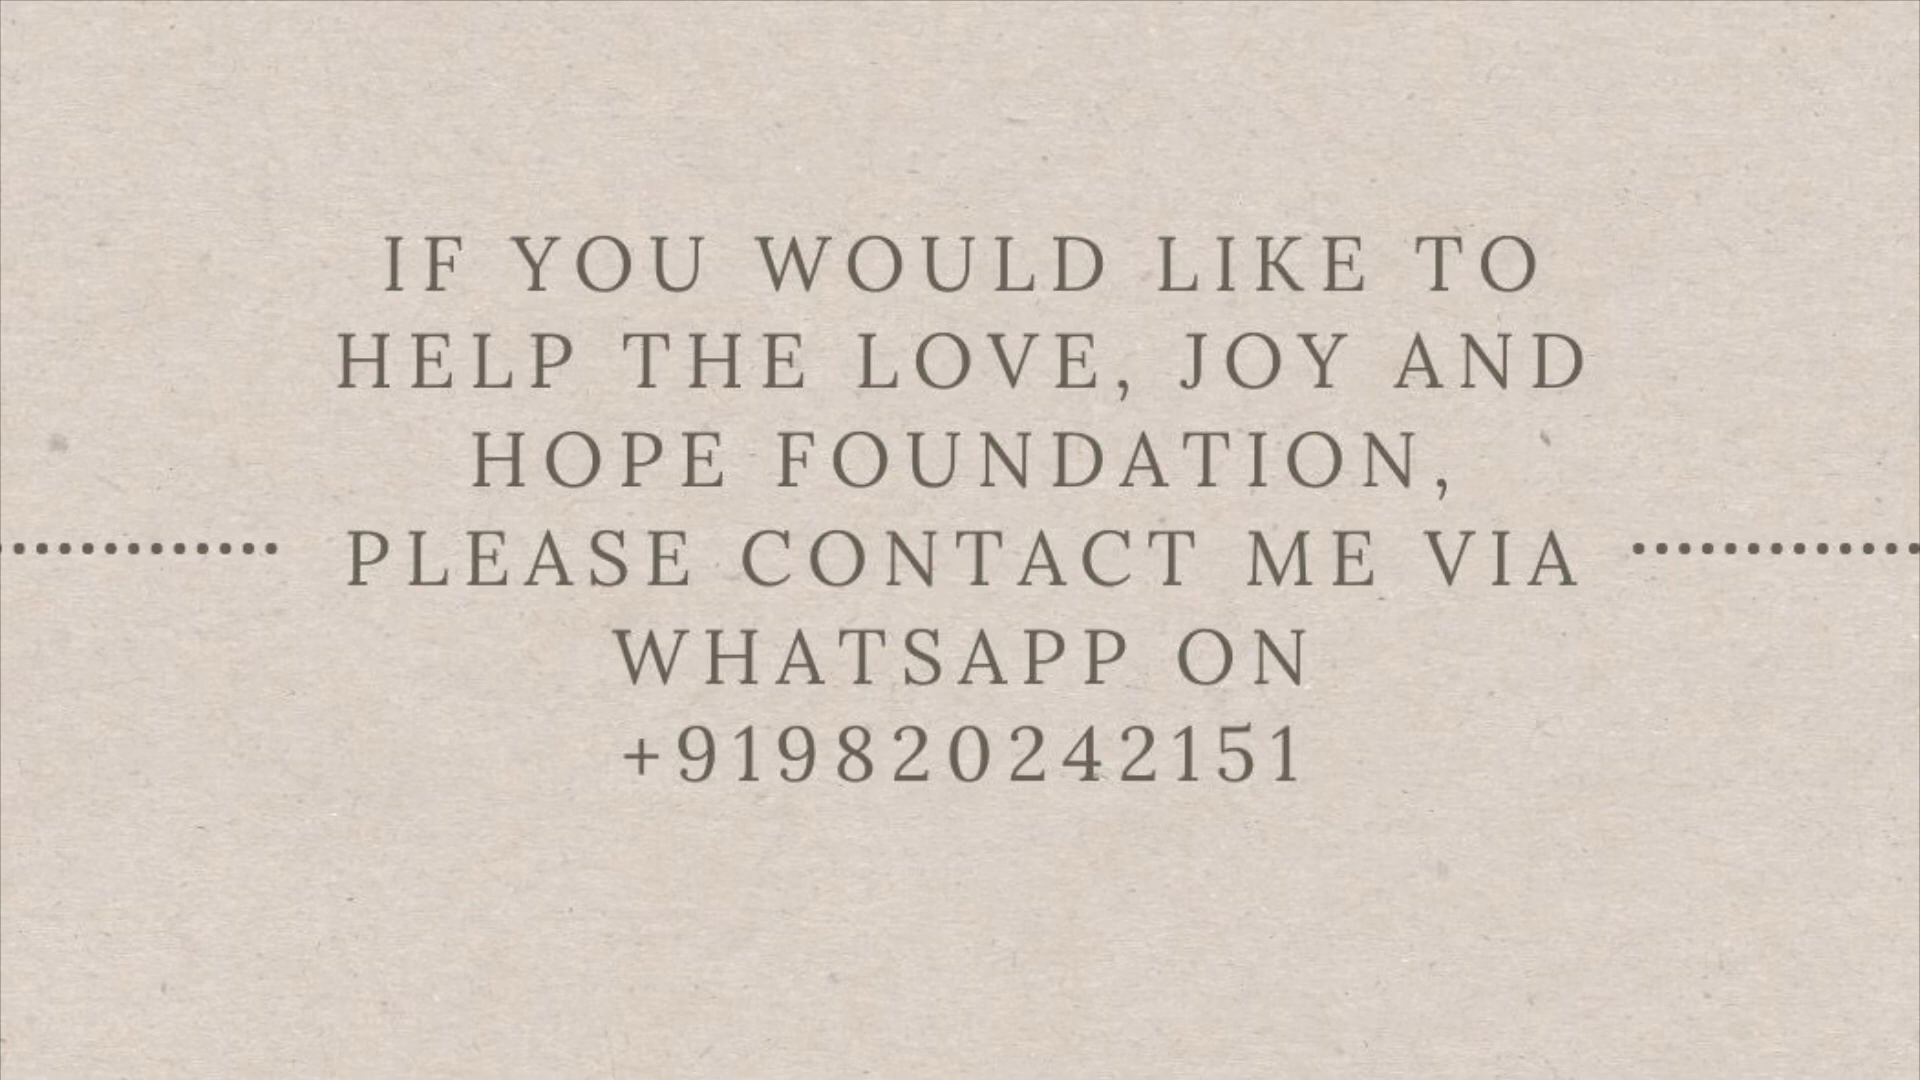 IF YOU WOULD LIKE TO
HELP THE LOVE, JOY AND
HOPE FOUNDATION,
PLEASE CONTACT ME VIA
WHATSAPP ON
+919820242151